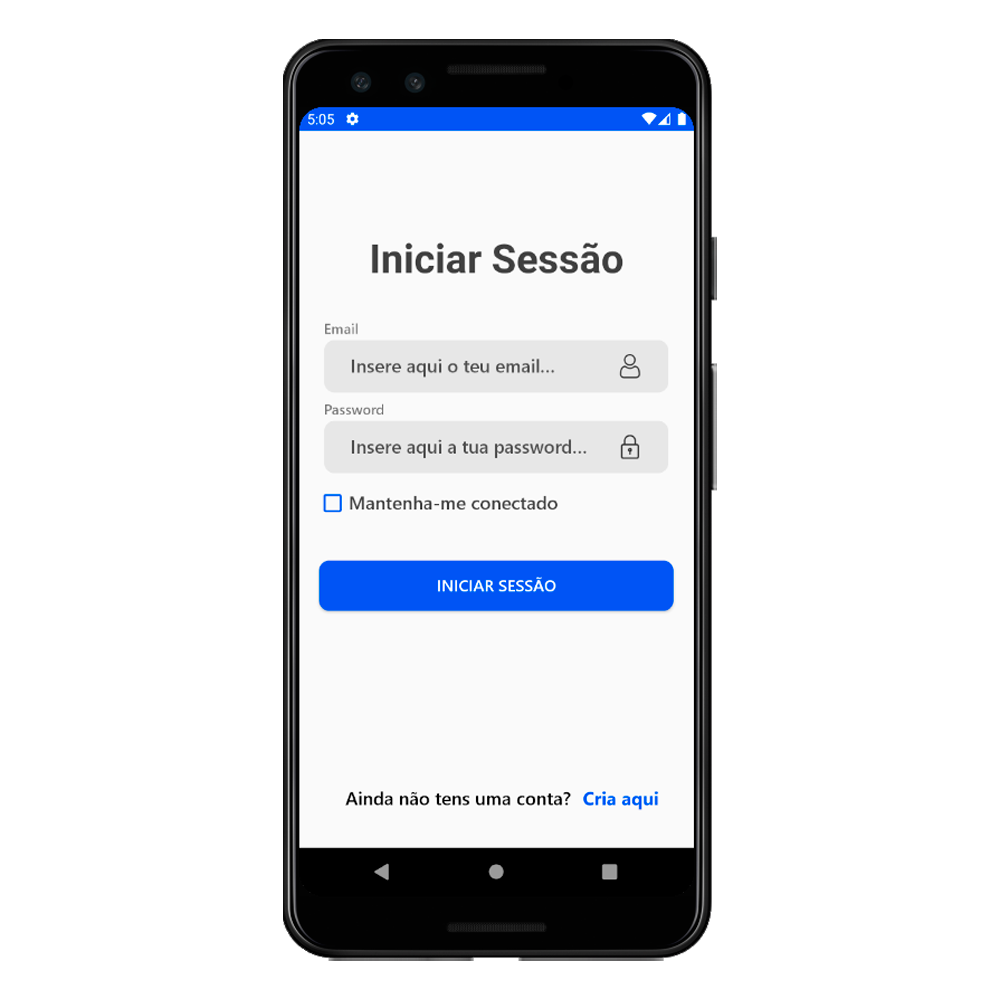 5:05
Iniciar Sessão
Email
Insere aqui o teu email...
Password
Insere aqui a tua password...
Mantenha-me conectado
INICIAR SESSÃO
Ainda não tens uma conta? Cria aqui